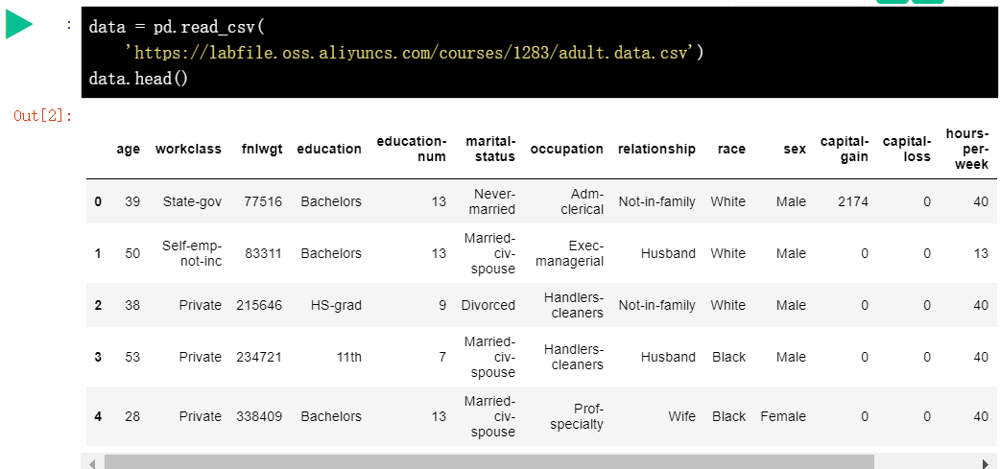 :
data = pd.read_csv(
'https://labfile.oss.aliyuncs.com/courses/1283/adult.data.csv')
data.head()
Out[2]:
age workclass fnlwgt education education-num marital-status occupation relationship race sex capital-gain capital-loss hours-per-week
0 39 State-gov 77516 Bachelors 13 Never-married Adm-clerical Not-in-family White Male 2174 0 40
1 50 Self-emp-not-inc 83311 Bachelors 13 Married-civ-spouse Exec-managerial Husband White Male 0 0 13
2 38 Private 215646 HS-grad 9 Divorced Handlers-cleaners Not-in-family White Male 0 0 40
3 53 Private 234721 11th 7 Married-civ-spouse Handlers-cleaners Husband Black Male 0 0 40
4 28 Private 338409 Bachelors 13 Married-civ-spouse Prof-specialty Wife Black Female 0 0 40